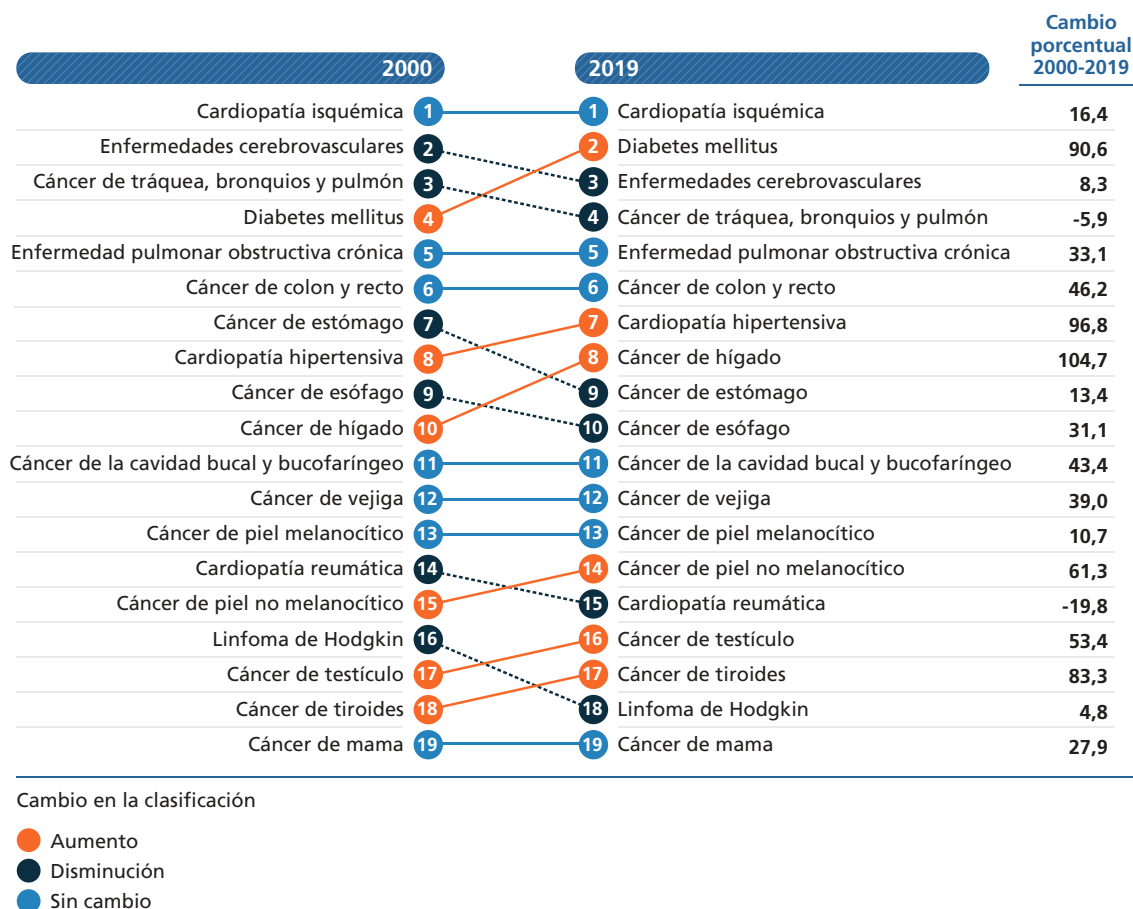 Cambio
porcentual
2000-2019
2000 2019
Cardiopatía isquémica 1 1 Cardiopatía isquémica 16,4
Enfermedades cerebrovasculares 2 2 Diabetes mellitus 90,6
Cáncer de tráquea, bronquios y pulmón 3 3 Enfermedades cerebrovasculares 8,3
Diabetes mellitus 4 4 Cáncer de tráquea, bronquios y pulmón -5,9
Enfermedad pulmonar obstructiva crónica 5 5 Enfermedad pulmonar obstructiva crónica 33,1
Cáncer de colon y recto 6 6 Cáncer de colon y recto 46,2
Cáncer de estómago 7 7 Cardiopatía hipertensiva 96,8
Cardiopatía hipertensiva 8 8 Cáncer de hígado 104,7
Cáncer de esófago 9 9 Cáncer de estómago 13,4
Cáncer de hígado 10 10 Cáncer de esófago 31,1
Cáncer de la cavidad bucal y bucofaríngeo 11 11 Cáncer de la cavidad bucal y bucofaríngeo 43,4
Cáncer de vejiga 12 12 Cáncer de vejiga 39,0
Cáncer de piel melanocítico 13 13 Cáncer de piel melanocítico 10,7
Cardiopatía reumática 14 14 Cáncer de piel no melanocítico 61,3
Cáncer de piel no melanocítico 15 15 Cardiopatía reumática -19,8
Linfoma de Hodgkin 16 16 Cáncer de testículo 53,4
Cáncer de testículo 17 17 Cáncer de tiroides 83,3
Cáncer de tiroides 18 18 Linfoma de Hodgkin 4,8
Cáncer de mama 19 19 Cáncer de mama 27,9
Cambio en la clasificación
Aumento
Disminución
Sin cambio